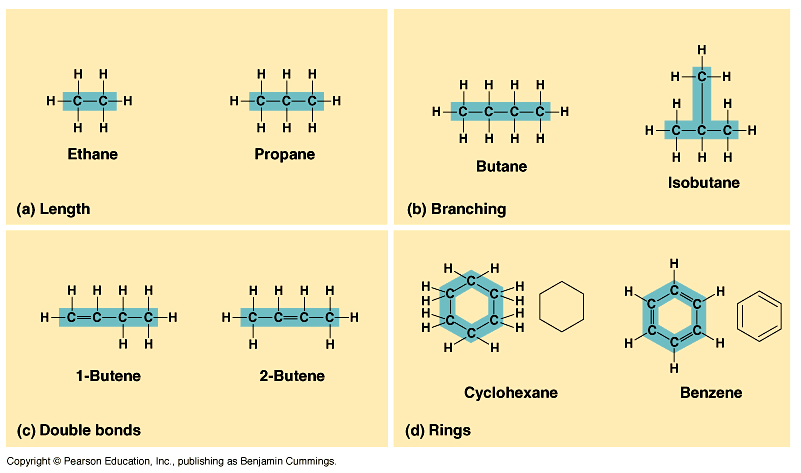 H H
H C C H
H H
Ethane
H H H
H C C C H
H H H
Propane
(a) Length
H H H H
H C C C C H
H H H H
Butane
H
H C H
H H
H C C C H
H H H
Isobutane
(b) Branching
H H H H
H C C C C H
H H
1-Butene
H H H H
H C C C C H
H H
2-Butene
(c) Double bonds
H H
C
H C C H
H H
H H
H C C H
C
H H
Cyclohexane
H
C
H C C H
H C C H
C
H
Benzene
(d) Rings
Copyright © Pearson Education, Inc., publishing as Benjamin Cummings.